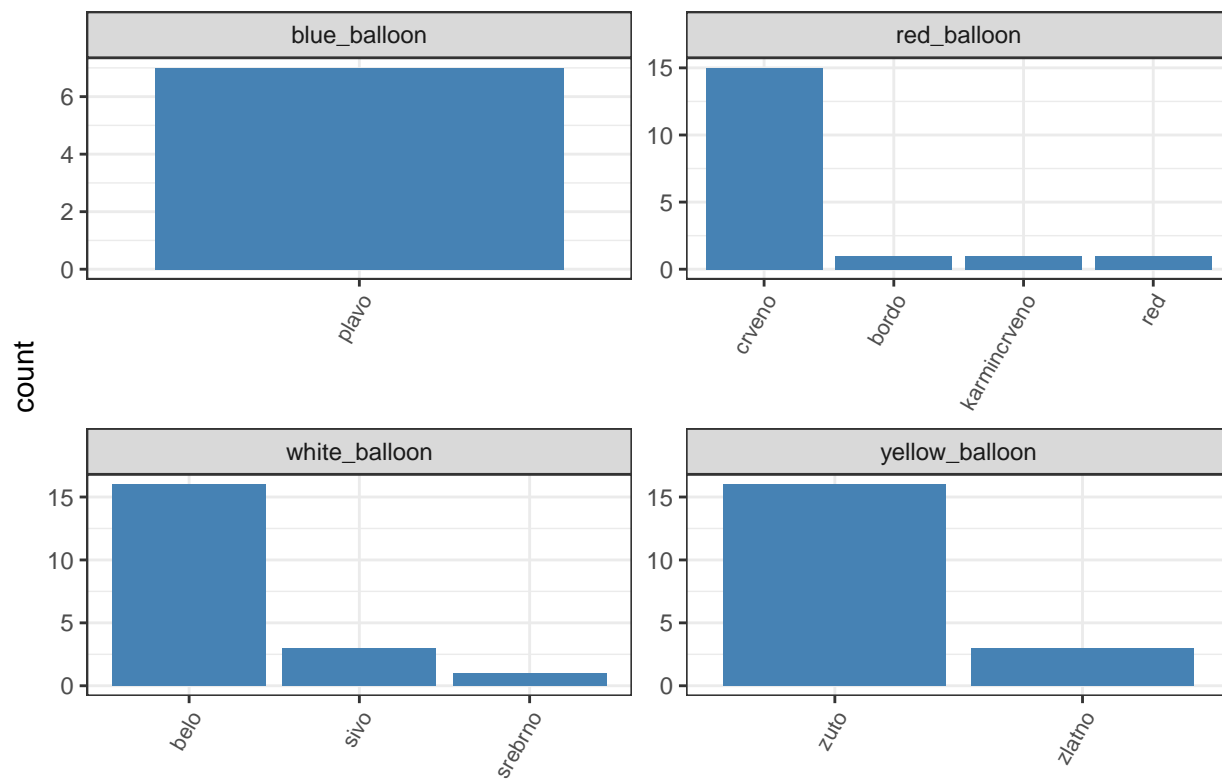 blue_balloon
6
4
2
0
plavo
red_balloon
15
10
5
0
crveno
bordo
karmincrveno
red
count
white_balloon
15
10
5
0
belo
sivo
srebrno
yellow_balloon
15
10
5
0
zuto
zlatno